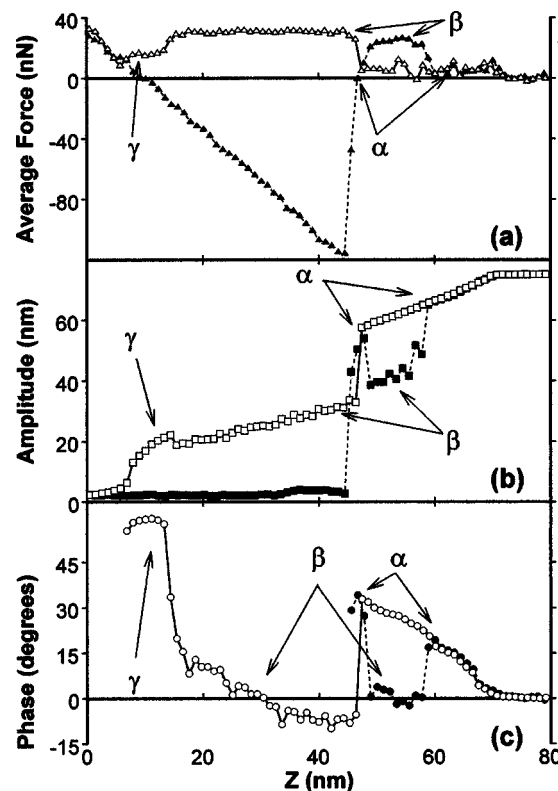 40
0
-40
-80
Average Force (nN)
β
α
γ
(a)
60
40
20
0
Amplitude (nm)
α
γ
β
(b)
45
30
15
0
-15
Phase (degrees)
β
α
γ
(c)
0
20
40
60
80
Z (nm)